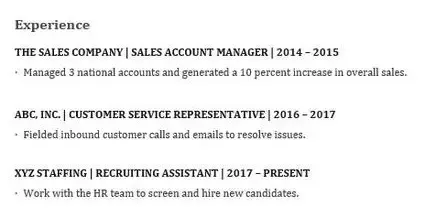 Experience
THE SALES COMPANY | SALES ACCOUNT MANAGER | 2014 – 2015
· Managed 3 national accounts and generated a 10 percent increase in overall sales.
ABC, INC. | CUSTOMER SERVICE REPRESENTATIVE | 2016 – 2017
· Fielded inbound customer calls and emails to resolve issues.
XYZ STAFFING | RECRUITING ASSISTANT | 2017 – PRESENT
· Work with the HR team to screen and hire new candidates.